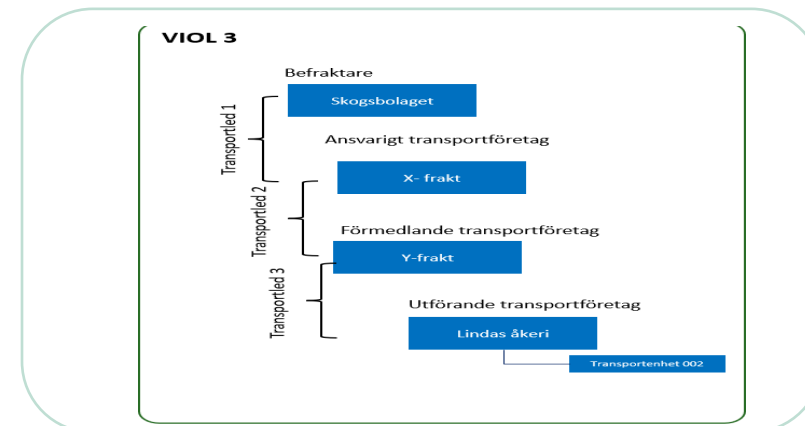 VIOL 3
Befraktare
Skogsbolaget
Transportled 1
Ansvarigt transportföretag
X- frakt
Transportled 2
Förmedlande transportföretag
Y-frakt
Transportled 3
Utförande transportföretag
Lindas åkeri
Transportenhet 002